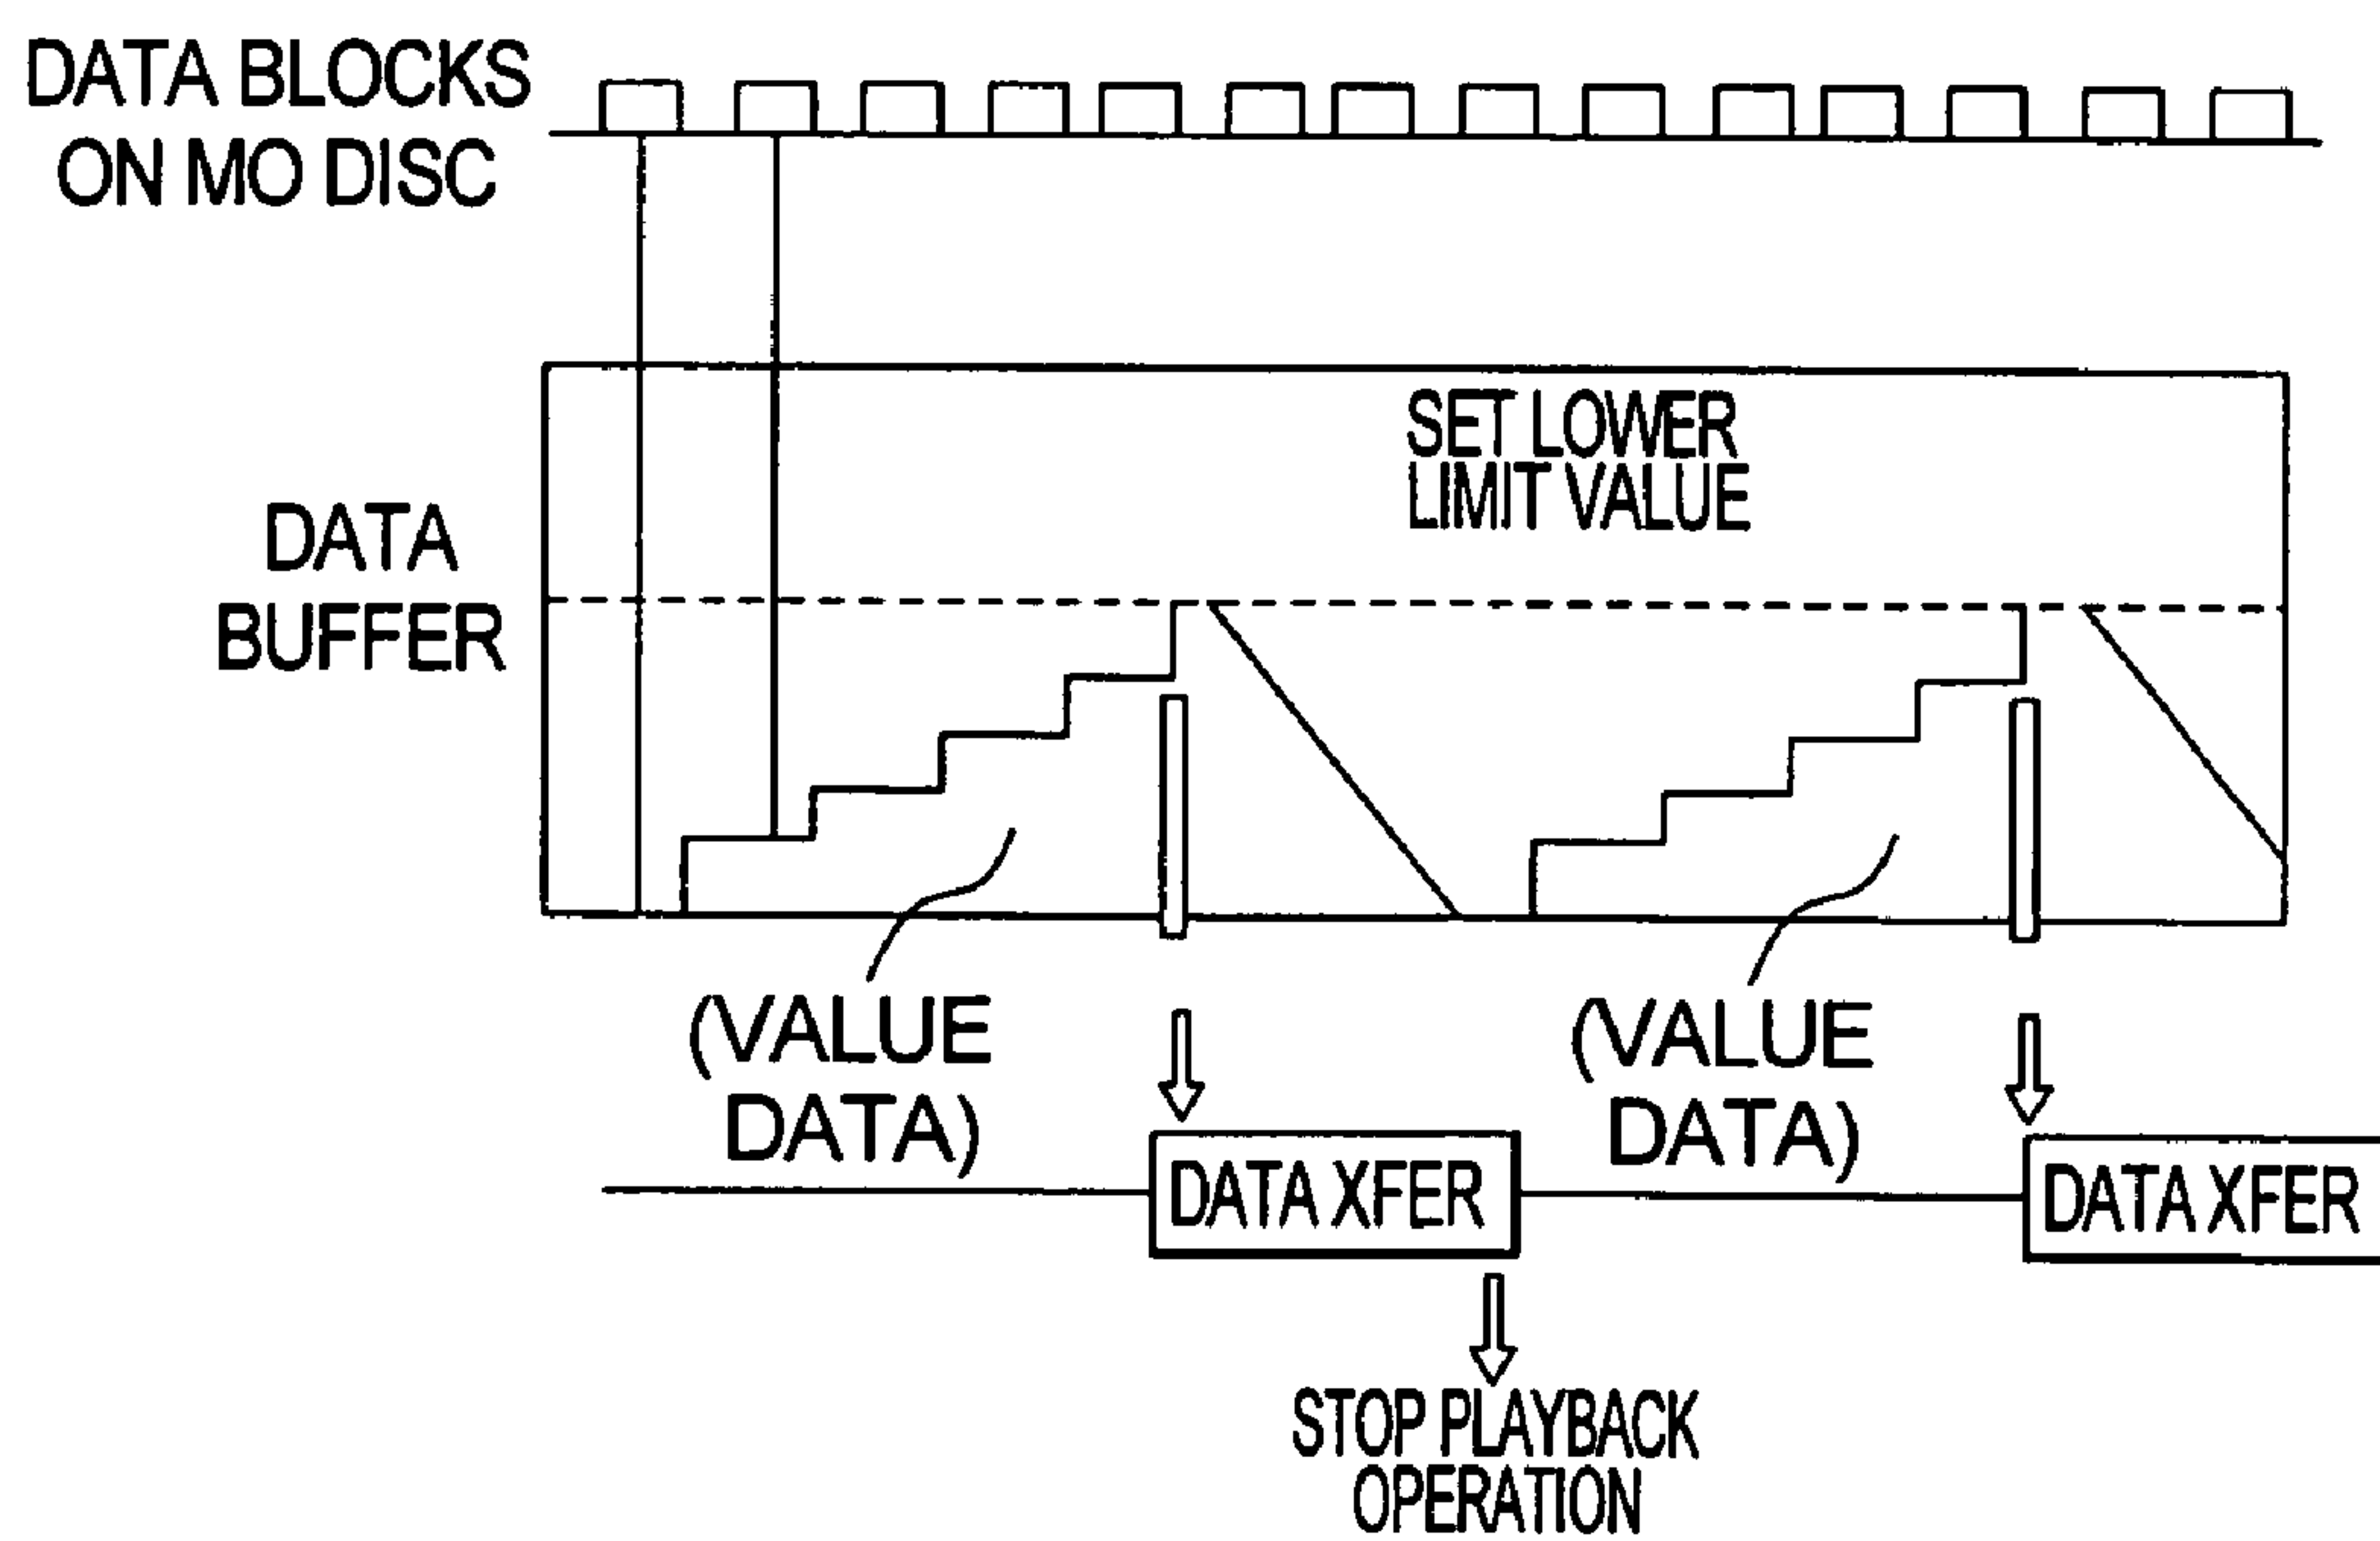 DATA BLOCKS
ON MO DISC
SET LOWER
LIMIT VALUE
DATA
BUFFER
(VALUE
DATA)
(VALUE
DATA)
DATA XFER
DATA XFER
STOP PLAYBACK
OPERATION